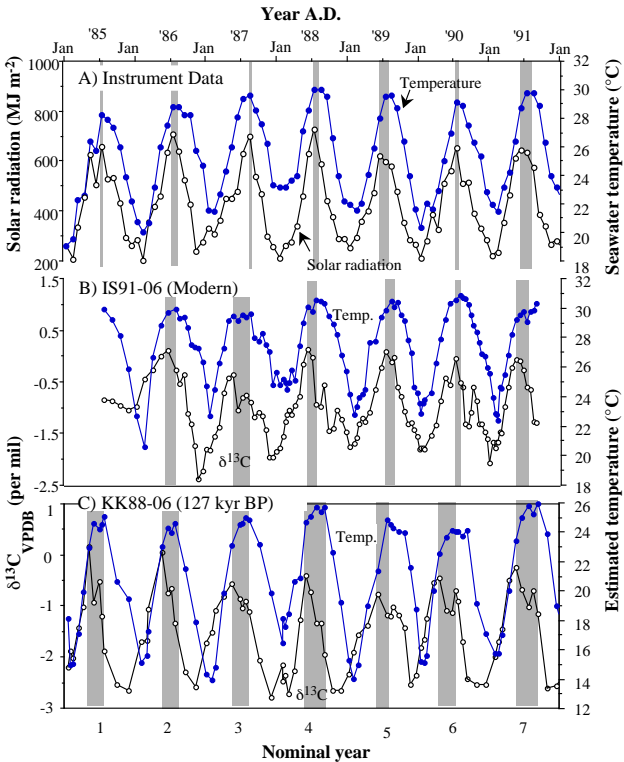 Year A.D.
'85 '86 '87 '88 '89 '90 '91
Jan Jan Jan Jan Jan Jan Jan Jan
1000 32
A) Instrument Data
Temperature
30
800 28
26
600
24
400 22
20
200 Solar radiation 18
Solar radiation (MJ m-2)
Seawater temperature (°C)
1.5 32
B) IS91-06 (Modern)
30
0.5 Temp. 28
26
-0.5
24
-1.5 22
δ13C 20
-2.5 18
C) KK88-06 (127 kyr BP)
1 26
Temp. 24
0 22
20
-1
18
-2 16
14
δ13C
-3 12
δ13CVPDB (per mil)
Estimated temperature (°C)
1 2 3 4 5 6 7
Nominal year